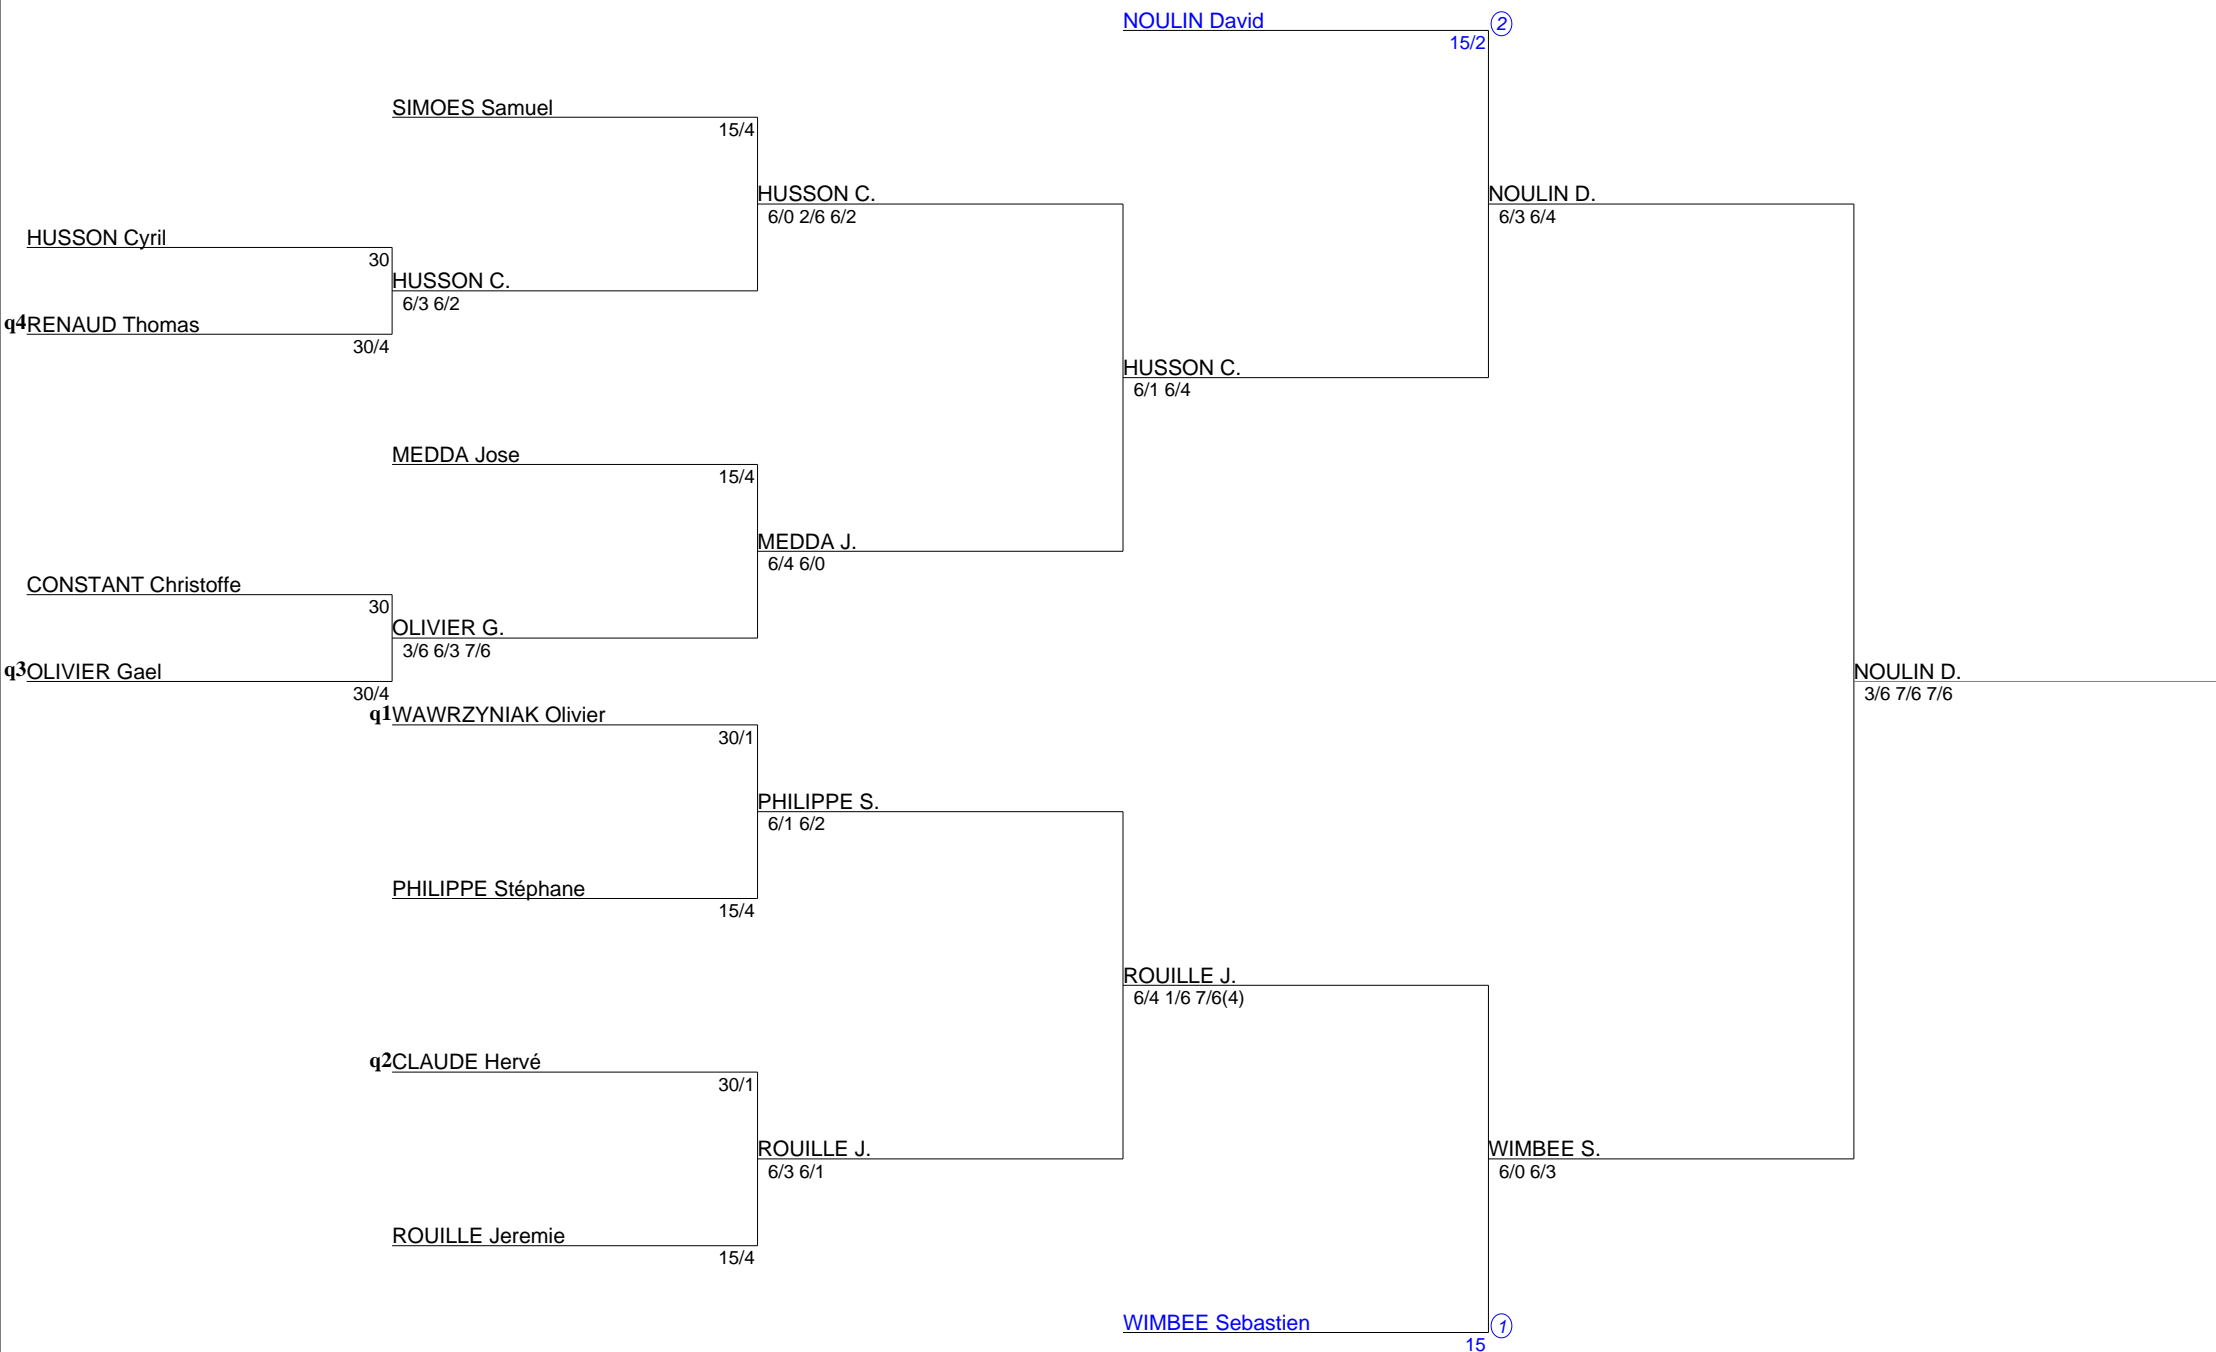 NOULIN David
2
15/2
SIMOES Samuel
15/4
HUSSON C.
6/0 2/6 6/2
NOULIN D.
6/3 6/4
HUSSON Cyril
30
HUSSON C.
6/3 6/2
q4 RENAUD Thomas
30/4
HUSSON C.
6/1 6/4
MEDDA Jose
15/4
MEDDA J.
6/4 6/0
CONSTANT Christoffe
30
OLIVIER G.
3/6 6/3 7/6
q3 OLIVIER Gael
30/4
NOULIN D.
3/6 7/6 7/6
q1 WAWRZYNIAK Olivier
30/1
PHILIPPE S.
6/1 6/2
PHILIPPE Stéphane
15/4
ROUILLE J.
6/4 1/6 7/6(4)
q2 CLAUDE Hervé
30/1
ROUILLE J.
6/3 6/1
WIMBEE S.
6/0 6/3
ROUILLE Jeremie
15/4
WIMBEE Sebastien
1
15